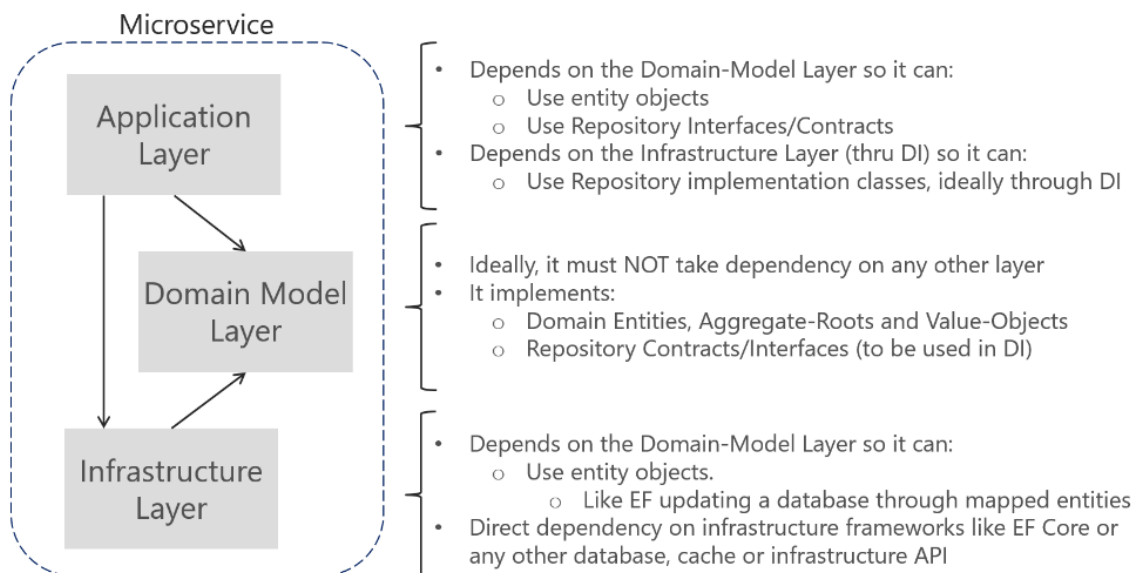 Microservice
Application
Layer
Domain Model
Layer
Infrastructure
Layer
• Depends on the Domain-Model Layer so it can:
o Use entity objects
o Use Repository Interfaces/Contracts
• Depends on the Infrastructure Layer (thru DI) so it can:
o Use Repository implementation classes, ideally through DI
• Ideally, it must NOT take dependency on any other layer
• It implements:
o Domain Entities, Aggregate-Roots and Value-Objects
o Repository Contracts/Interfaces (to be used in DI)
• Depends on the Domain-Model Layer so it can:
o Use entity objects.
o Like EF updating a database through mapped entities
• Direct dependency on infrastructure frameworks like EF Core or
any other database, cache or infrastructure API